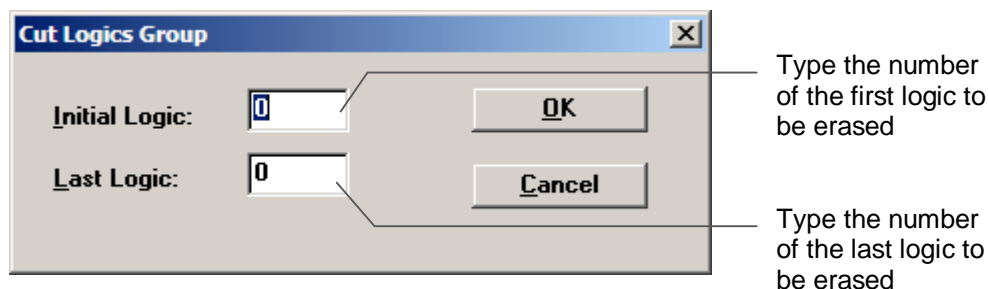 Cut Logics Group
Type the number
of the first logic to
be erased
Initial Logic:
0
OK
Last Logic:
0
Cancel
Type the number
of the last logic to
be erased